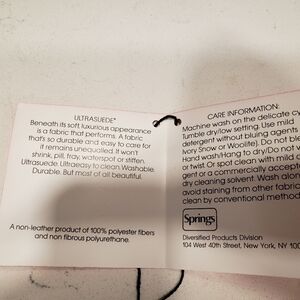 ULTRASUEDE®
Beneath its soft, luxurious appearance
is a fabric that performs. A fabric
that's so durable and easy to care for
it remains unequalled. It won't
shrink, pill, fray, waterspot or stiffen.
Ultrasuede. Ultraeasy to clean. Washable.
Durable. But most of all, beautiful.
A non-leather product of 100% polyester fibers
and non fibrous polyurethane.
CARE INFORMATION:
Machine wash on the delicate cy
Tumble dry/low setting. Use mild
detergent without bluing agents
Ivory Snow or Woolite). Do not ble
Hand wash/Hang to dry/Do not w
or twist. Or spot clean with mild d
gent or a commercially accepte
dry cleaning solvent. Wash alon
avoid staining from other fabric
clean by conventional method
Springs
Diversified Products Division
104 West 40th Street, New York, NY 100